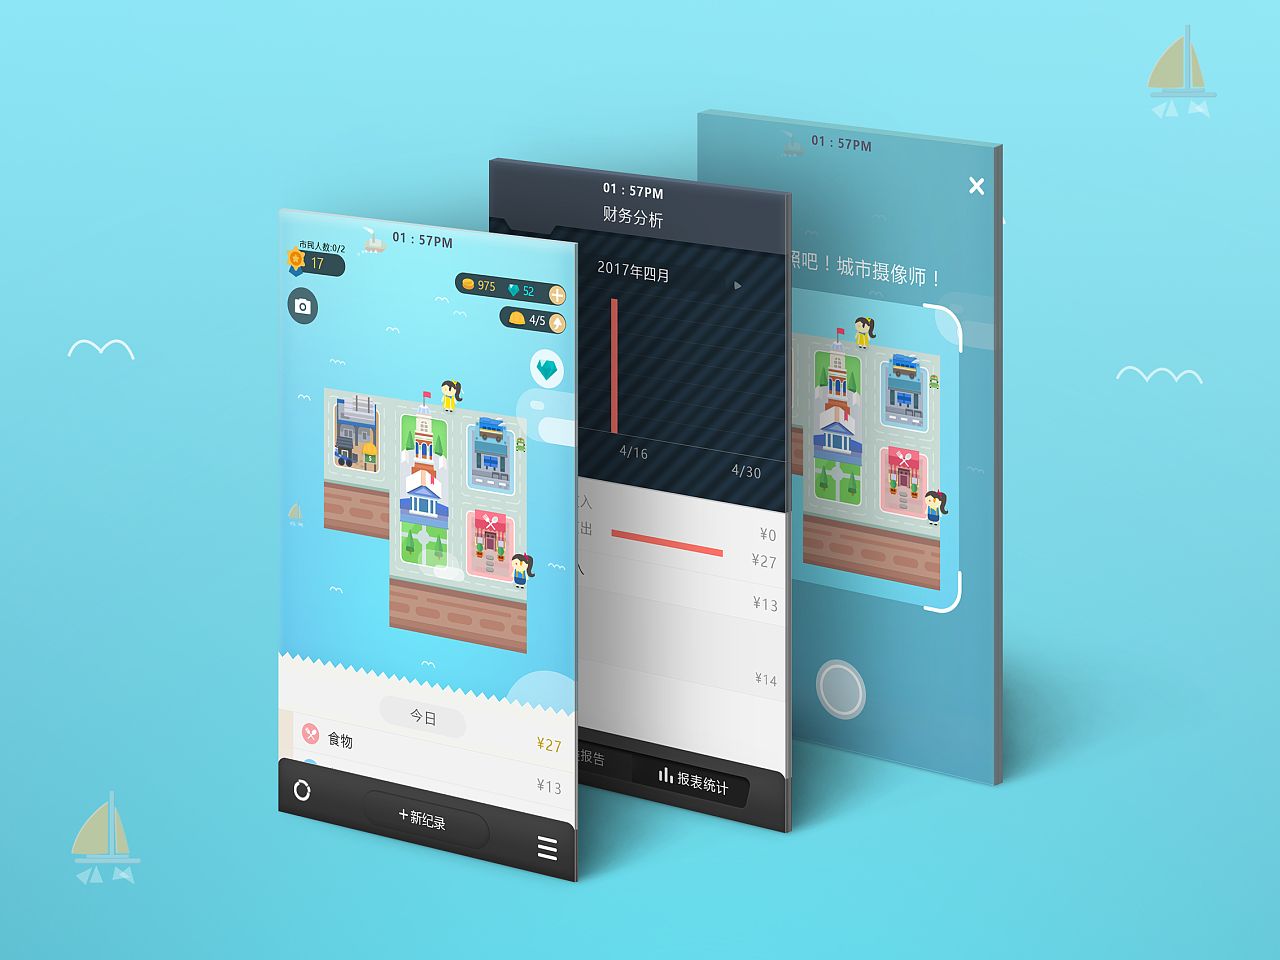 01 : 57PM
市民人数:0/2
17
975
52
4/5
今日
食物
¥27
¥13
+新纪录
01 : 57PM
财务分析
2017年四月
4/16
4/30
入
¥0
出
¥27
入
¥13
¥14
报告
报表统计
01 : 57PM
照吧！城市摄像师！